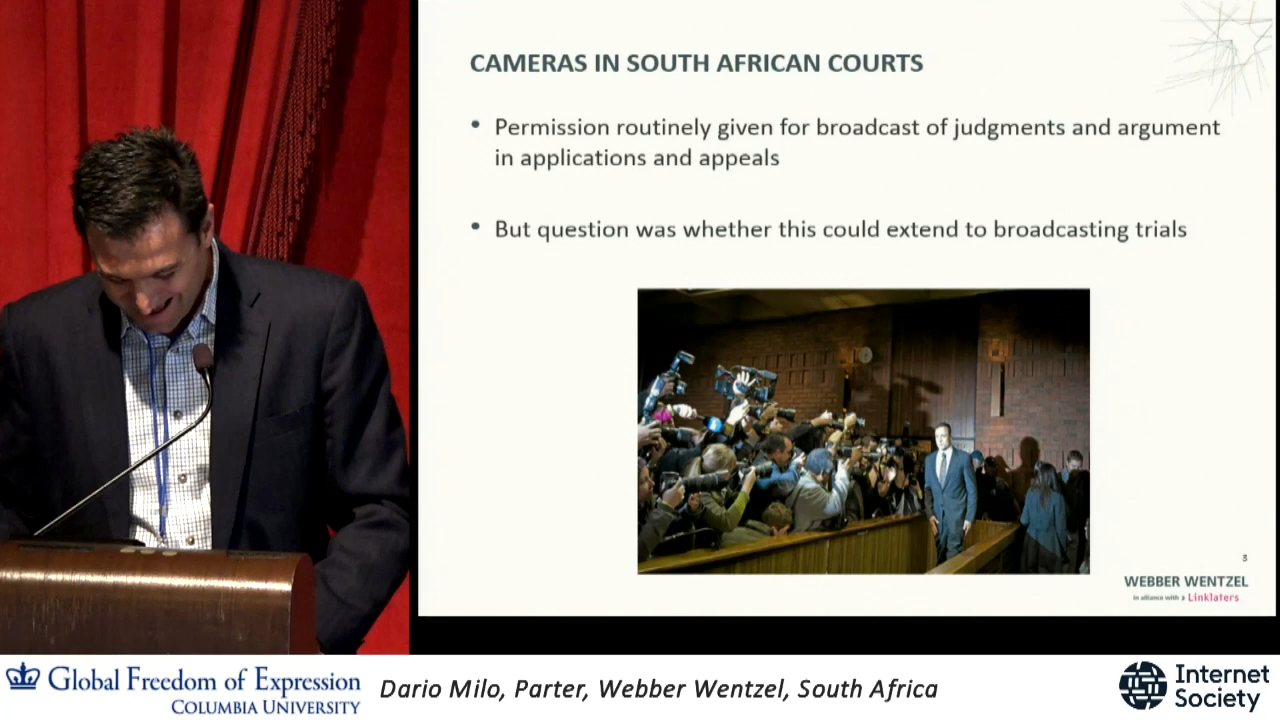 CAMERAS IN SOUTH AFRICAN COURTS
• Permission routinely given for broadcast of judgments and argument
in applications and appeals
• But question was whether this could extend to broadcasting trials
5
WEBBER WENTZEL
in alliance with > Linklaters
Global Freedom of Expression
COLUMBIA UNIVERSITY
Dario Milo, Parter, Webber Wentzel, South Africa
Internet
Society